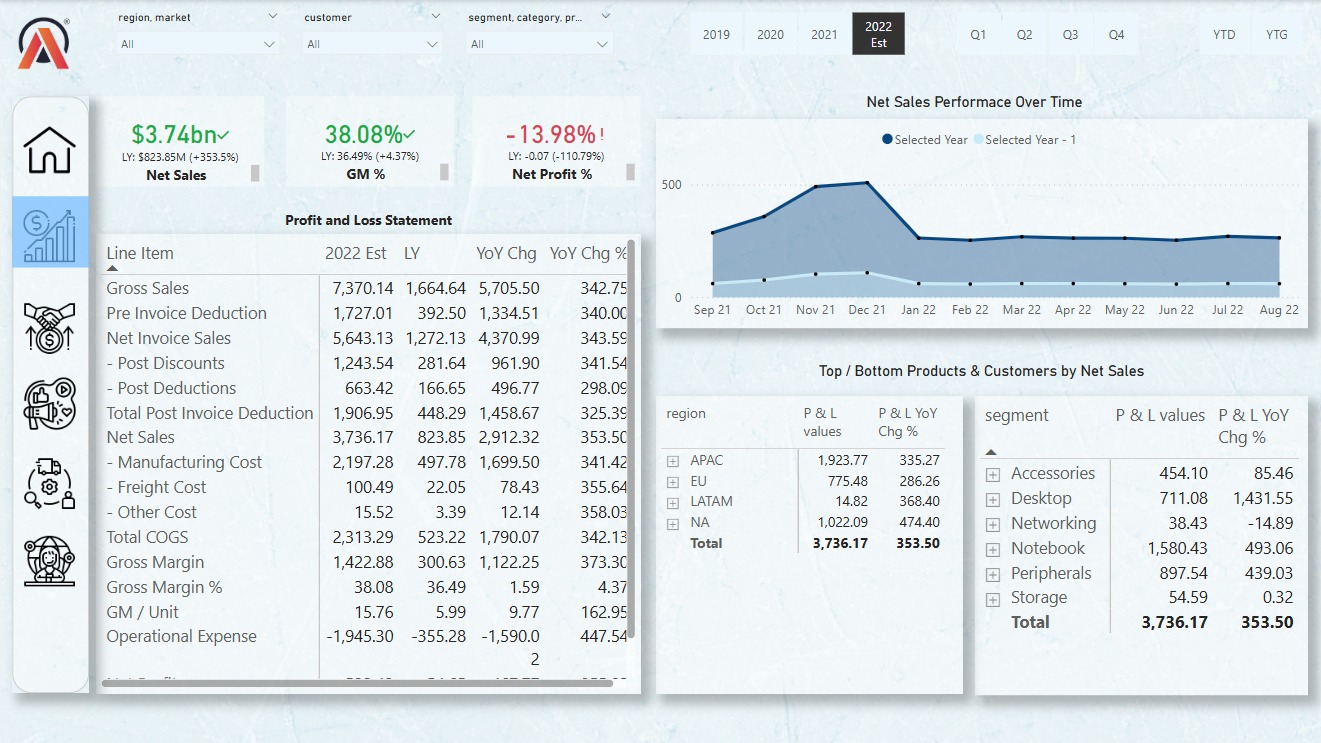 region, market
customer
segment, category, pr...
All
All
All
2019
2020
2021
2022
Est
Q1
Q2
Q3
Q4
YTD
YTG
$3.74bn
LY: $823.85M (+353.5%)
Net Sales
38.08%
LY: 36.49% (+4.37%)
GM %
-13.98% !
LY: -0.07 (-110.79%)
Net Profit %
Net Sales Performace Over Time
Selected Year
Selected Year - 1
500
0
Sep 21 Oct 21 Nov 21 Dec 21 Jan 22 Feb 22 Mar 22 Apr 22 May 22 Jun 22 Jul 22 Aug 22
Profit and Loss Statement
Line Item 2022 Est LY YoY Chg YoY Chg %
Gross Sales 7,370.14 1,664.64 5,705.50 342.75
Pre Invoice Deduction 1,727.01 392.50 1,334.51 340.00
Net Invoice Sales 5,643.13 1,272.13 4,370.99 343.59
- Post Discounts 1,243.54 281.64 961.90 341.54
- Post Deductions 663.42 166.65 496.77 298.09
Total Post Invoice Deduction 1,906.95 448.29 1,458.67 325.39
Net Sales 3,736.17 823.85 2,912.32 353.50
- Manufacturing Cost 2,197.28 497.78 1,699.50 341.42
- Freight Cost 100.49 22.05 78.43 355.64
- Other Cost 15.52 3.39 12.14 358.03
Total COGS 2,313.29 523.22 1,790.07 342.13
Gross Margin 1,422.88 300.63 1,122.25 373.30
Gross Margin % 38.08 36.49 1.59 4.37
GM / Unit 15.76 5.99 9.77 162.95
Operational Expense -1,945.30 -355.28 -1,590.0 447.54
2
Top / Bottom Products & Customers by Net Sales
region P & L values P & L YoY Chg %
APAC 1,923.77 335.27
EU 775.48 286.26
LATAM 14.82 368.40
NA 1,022.09 474.40
Total 3,736.17 353.50
segment P & L values P & L YoY Chg %
Accessories 454.10 85.46
Desktop 711.08 1,431.55
Networking 38.43 -14.89
Notebook 1,580.43 493.06
Peripherals 897.54 439.03
Storage 54.59 0.32
Total 3,736.17 353.50